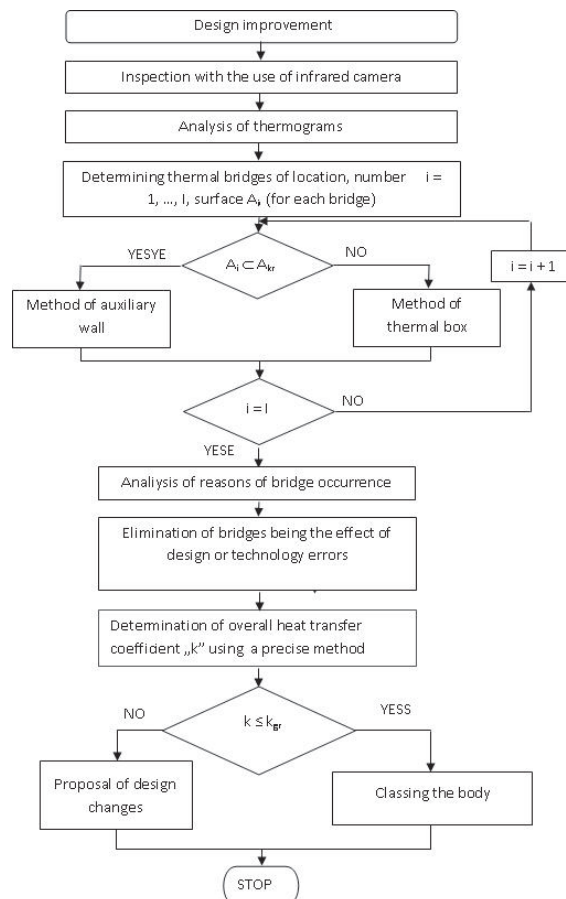 Design improvement
Inspection with the use of infrared camera
Analysis of thermograms
Determining thermal bridges of location, number i =
1, ..., I, surface Aᵢ, (for each bridge)
YESYE
Aᵢ ⊂ Aₖᵣ
NO
i = i + 1
Method of auxiliary
wall
Method of
thermal box
i = I
NO
YESE
Analiysis of reasons of bridge occurrence
Elimination of bridges being the effect of
design or technology errors
Determination of overall heat transfer
coefficient „k” using a precise method
NO
k ≤ k
YESS
Proposal of design
changes
Classing the body
STOP